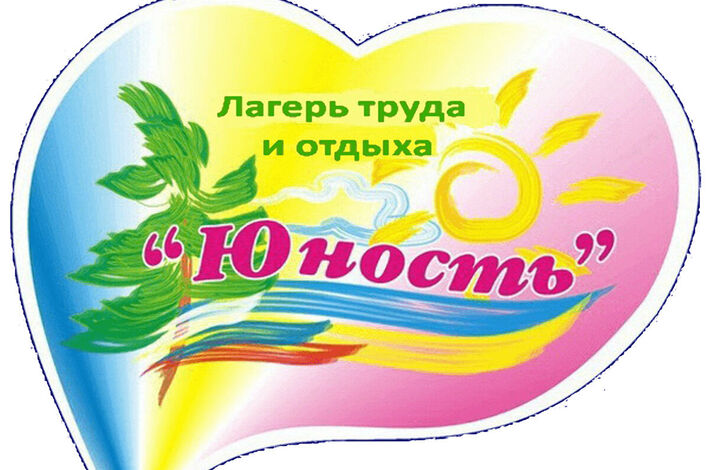 Лагерь труда
и отдыха
“Юность”